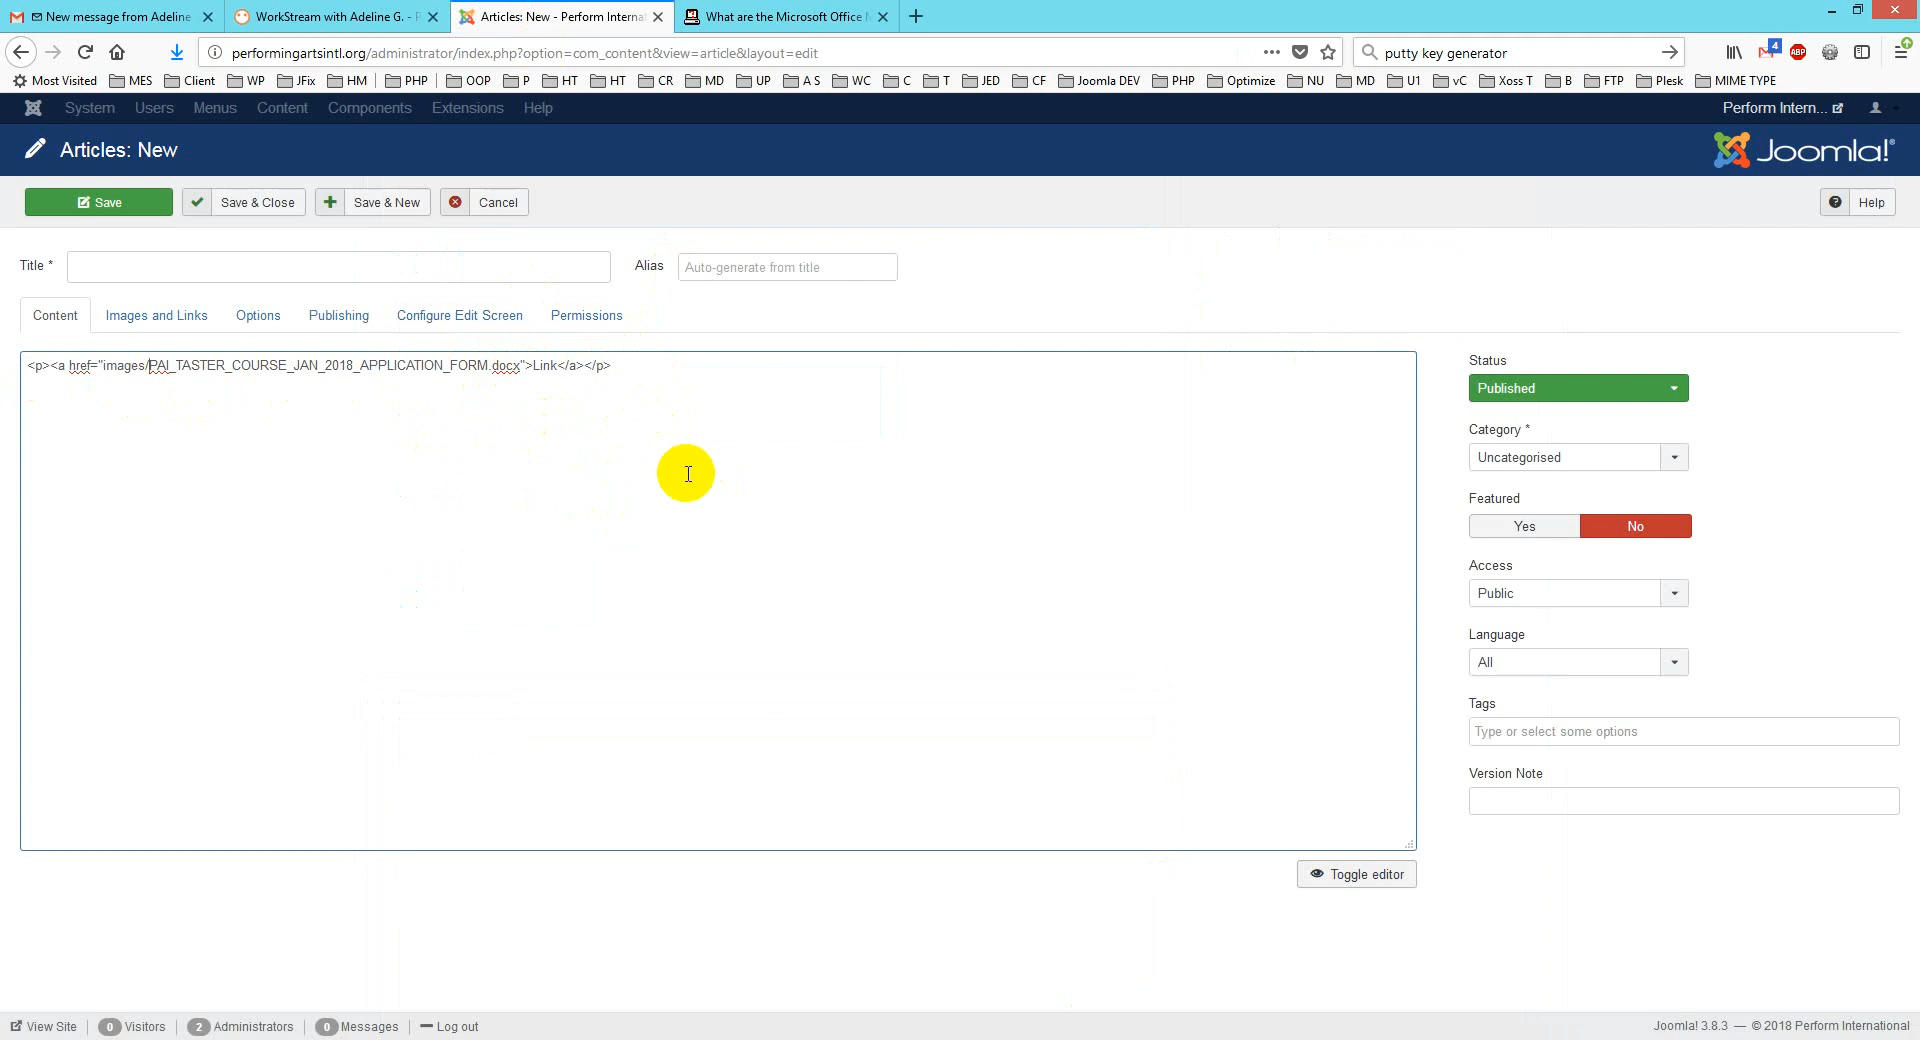 New message from Adeline
WorkStream with Adeline G. -
Articles: New - Perform Interna
What are the Microsoft Office
performingartsintl.org/administrator/index.php?option=com_content&view=article&layout=edit
putty key generator
4
ABP
Most Visited MES Client WP JFix HM PHP OOP P HT HT CR MD UP A S WC C T JED CF Joomla DEV PHP Optimize NU MD U1 vC Xoss T B FTP Plesk MIME TYPE
System Users Menus Content Components Extensions Help
Perform Intern...
Articles: New
Joomla!®
Save
Save & Close
Save & New
Cancel
Help
Title *
Alias
Auto-generate from title
Content
Images and Links
Options
Publishing
Configure Edit Screen
Permissions
<p><a href="images/PAI_TASTER_COURSE_JAN_2018_APPLICATION_FORM.docx">Link</a></p>
Status
Published
Category *
Uncategorised
Featured
Yes
No
Access
Public
Language
All
Tags
Type or select some options
Version Note
Toggle editor
View Site
0 Visitors
2 Administrators
0 Messages
Log out
Joomla! 3.8.3 — © 2018 Perform International